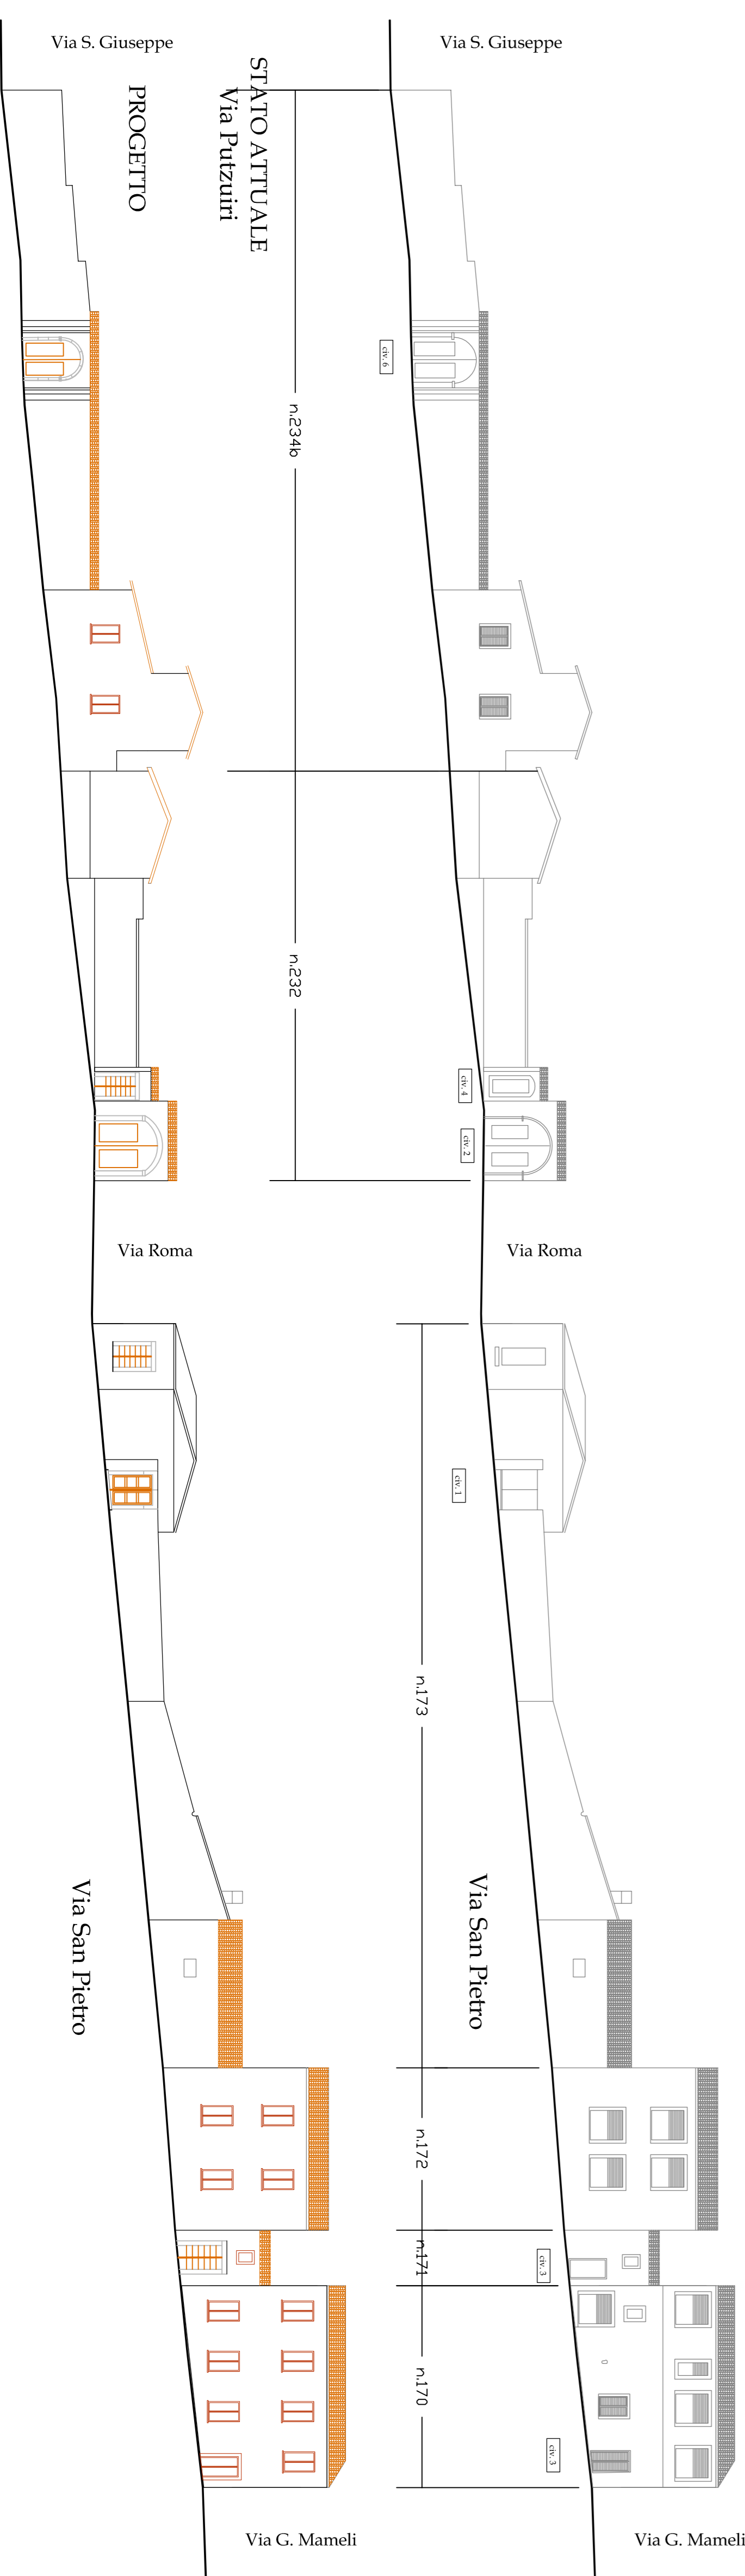 Via S. Giuseppe
Via S. Giuseppe
STATO ATTUALE
Via Putzuiri
PROGETTO
civ. 6
n.234b
n.232
civ. 4
civ. 2
Via Roma
Via Roma
civ. 1
n.173
Via San Pietro
Via San Pietro
n.172
n.171
civ. 3
n.170
civ. 3
Via G. Mameli
Via G. Mameli